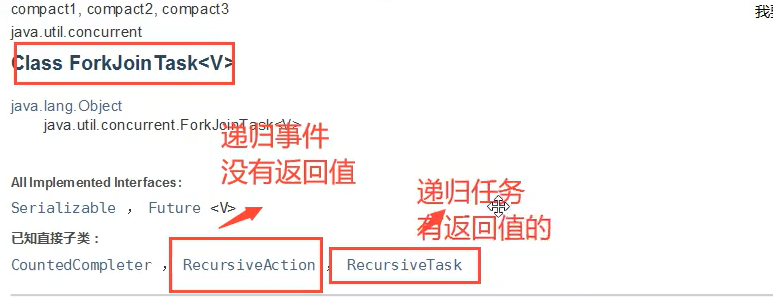 compact1, compact2, compact3
java.util.concurrent
Class ForkJoinTask<V>
java.lang.Object
java.util.concurrent.ForkJoinTask<V>
递归事件
没有返回值
递归任务
有返回值的
All Implemented Interfaces:
Serializable , Future <V>
已知直接子类:
CountedCompleter , RecursiveAction , RecursiveTask